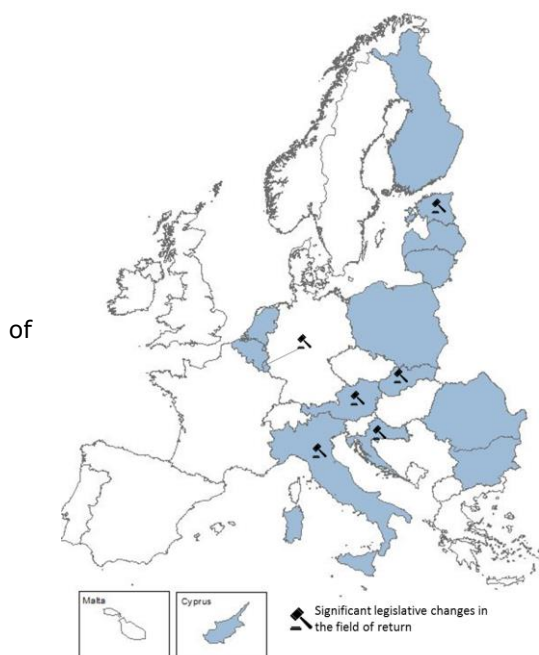 of
Malta
Cyprus
Significant legislative changes in
the field of return